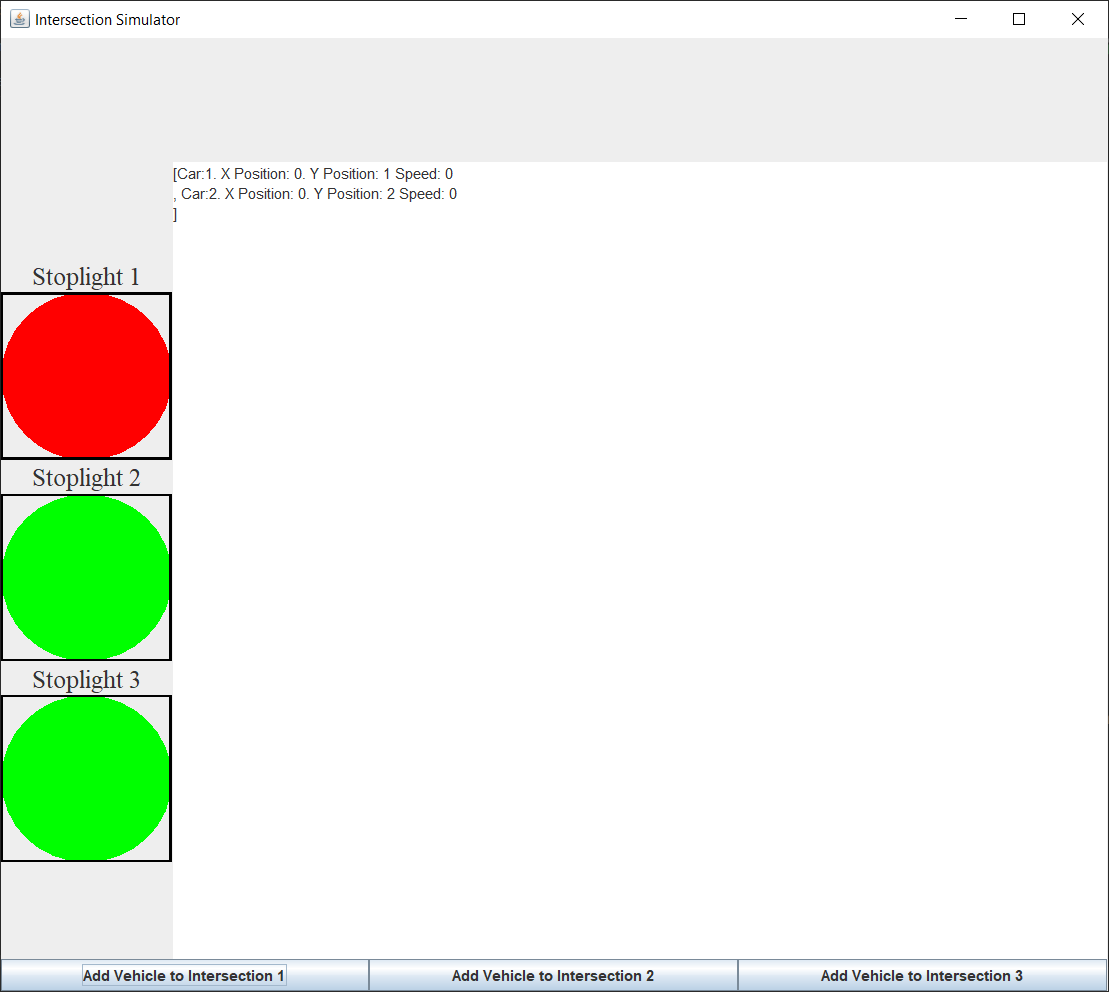 Intersection Simulator
[Car:1. X Position: 0. Y Position: 1 Speed: 0
, Car:2. X Position: 0. Y Position: 2 Speed: 0
]
Stoplight 1
Stoplight 2
Stoplight 3
Add Vehicle to Intersection 1 Add Vehicle to Intersection 2 Add Vehicle to Intersection 3